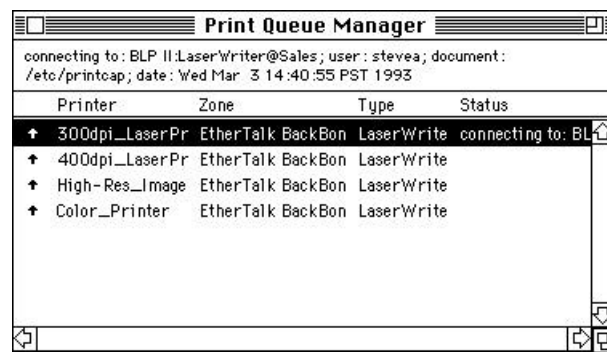 Print Queue Manager
connecting to: BLP II:LaserWriter@Sales; user: stevea; document:
/etc/printcap; date: Wed Mar 3 14:40:55 PST 1993
Printer Zone Type Status
300dpi_LaserPr EtherTalk BackBon LaserWrite connecting to: BL
400dpi_LaserPr EtherTalk BackBon LaserWrite
High-Res_Image EtherTalk BackBon LaserWrite
Color_Printer EtherTalk BackBon LaserWrite